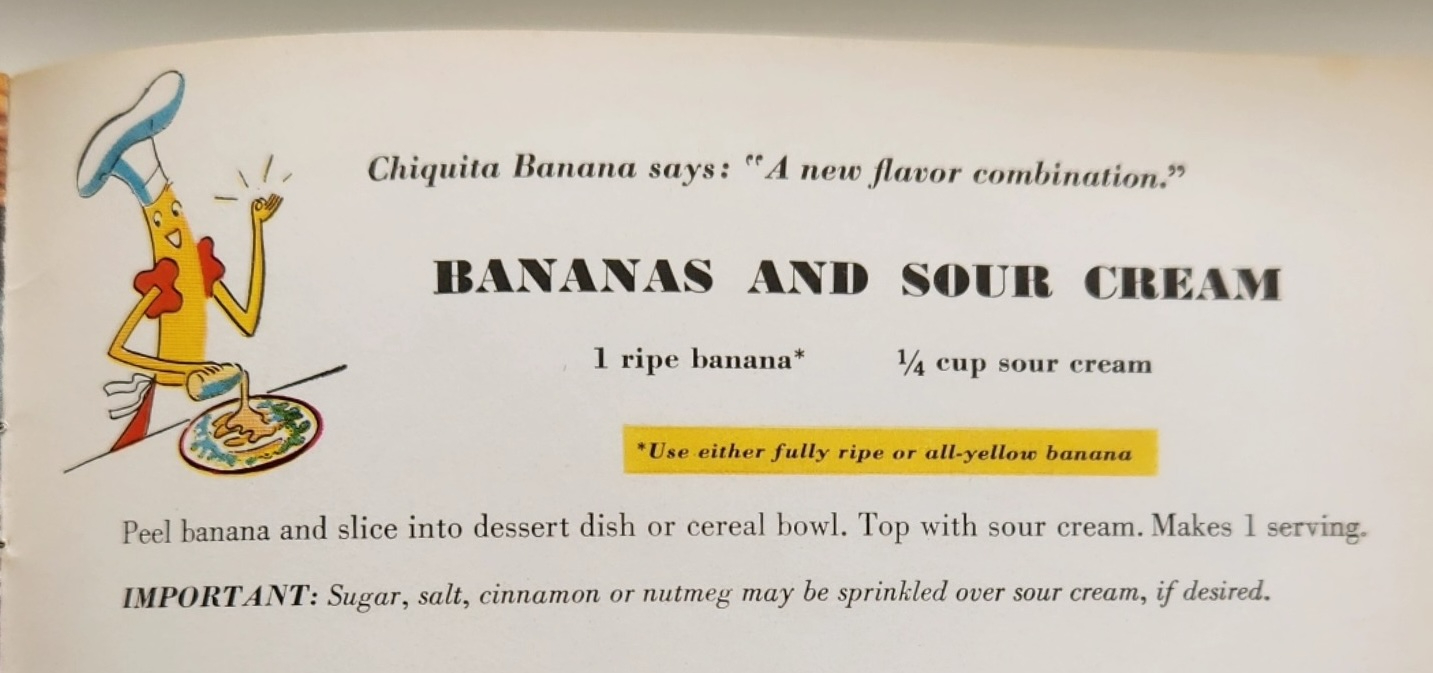 Chiquita Banana says: “A new flavor combination.”
BANANAS AND SOUR CREAM
1 ripe banana* ¼ cup sour cream
*Use either fully ripe or all-yellow banana
Peel banana and slice into dessert dish or cereal bowl. Top with sour cream. Makes 1 serving.
IMPORTANT: Sugar, salt, cinnamon or nutmeg may be sprinkled over sour cream, if desired.